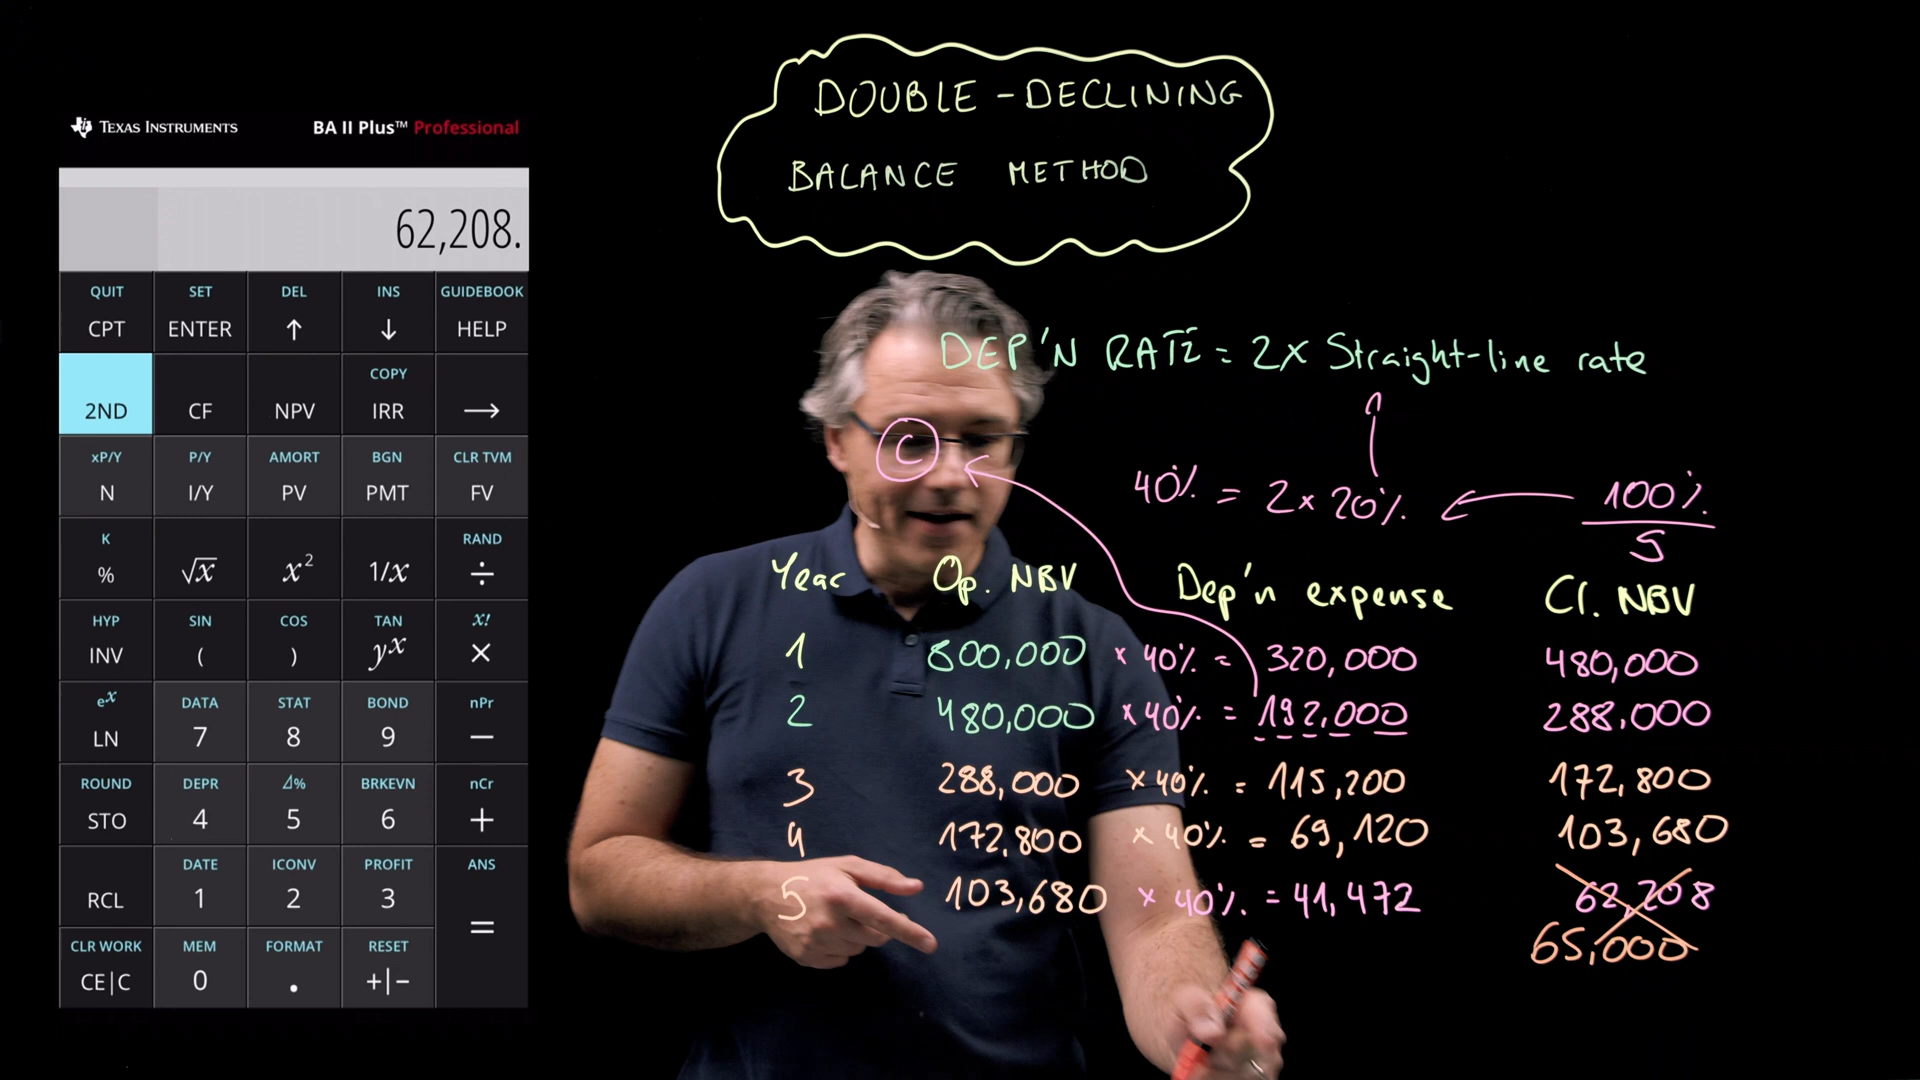 TEXAS INSTRUMENTS BA II Plus™ Professional
62,208.
QUIT SET DEL INS GUIDEBOOK
CPT ENTER ↑ ↓ HELP
COPY
2ND CF NPV IRR →
xP/Y P/Y AMORT BGN CLR TVM
N I/Y PV PMT FV
K RAND
% √x x² 1/x ÷
HYP SIN COS TAN x!
INV ( ) yˣ ×
eˣ DATA STAT BOND nPr
LN 7 8 9 −
ROUND DEPR Δ% BRKEVN nCr
STO 4 5 6 +
DATE ICONV PROFIT ANS
RCL 1 2 3 =
CLR WORK MEM FORMAT RESET
CE|C 0 . +|−
DOUBLE - DECLINING
BALANCE METHOD
DEP'N RATE = 2x Straight-line rate
C
40% = 2 x 20% ← 100%
5
Year Op. NBV Dep'n expense Cl. NBV
1 800,000 x 40% = 320,000 480,000
2 480,000 x 40% = 192,000 288,000
3 288,000 x 40% = 115,200 172,800
4 172,800 x 40% = 69,120 103,680
5 103,680 x 40% = 41,472 62,208
65,000